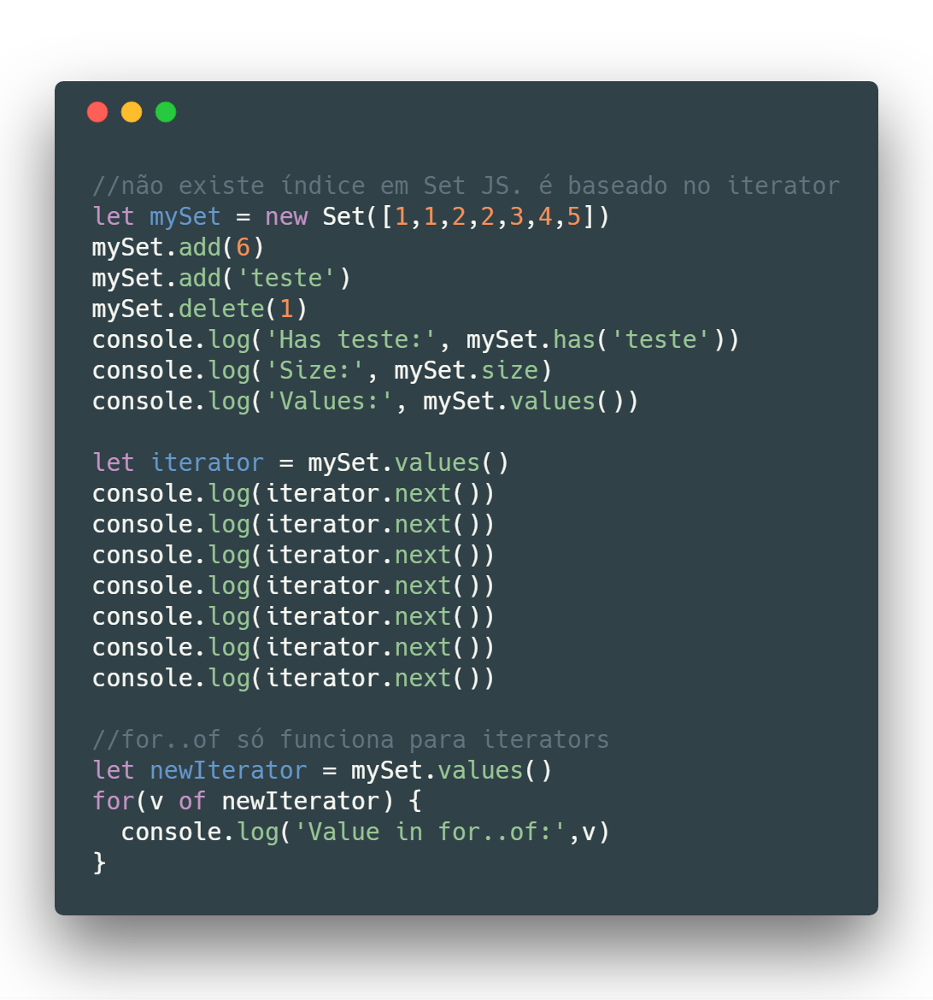 //não existe índice em Set JS. é baseado no iterator
let mySet = new Set([1,1,2,2,3,4,5])
mySet.add(6)
mySet.add('teste')
mySet.delete(1)
console.log('Has teste:', mySet.has('teste'))
console.log('Size:', mySet.size)
console.log('Values:', mySet.values())

let iterator = mySet.values()
console.log(iterator.next())
console.log(iterator.next())
console.log(iterator.next())
console.log(iterator.next())
console.log(iterator.next())
console.log(iterator.next())
console.log(iterator.next())

//for..of só funciona para iterators
let newIterator = mySet.values()
for(v of newIterator) {
  console.log('Value in for..of:',v)
}